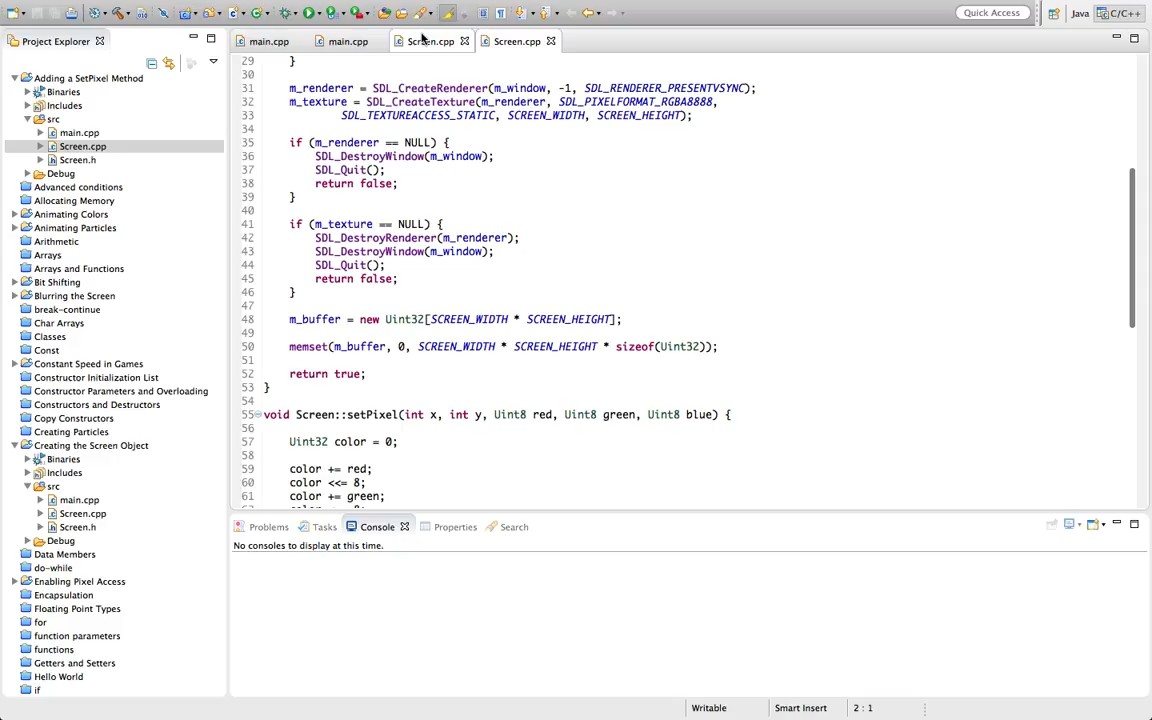 Quick Access
Java
C/C++
Project Explorer
Adding a SetPixel Method
Binaries
Includes
src
main.cpp
Screen.cpp
Screen.h
Debug
Advanced conditions
Allocating Memory
Animating Colors
Animating Particles
Arithmetic
Arrays
Arrays and Functions
Bit Shifting
Blurring the Screen
break-continue
Char Arrays
Classes
Const
Constant Speed in Games
Constructor Initialization List
Constructor Parameters and Overloading
Constructors and Destructors
Copy Constructors
Creating Particles
Creating the Screen Object
Binaries
Includes
src
main.cpp
Screen.cpp
Screen.h
Debug
Data Members
do-while
Enabling Pixel Access
Encapsulation
Floating Point Types
for
function parameters
functions
Getters and Setters
Hello World
if
main.cpp
main.cpp
Screen.cpp
Screen.cpp
29 }
30
31 m_renderer = SDL_CreateRenderer(m_window, -1, SDL_RENDERER_PRESENTVSYNC);
32 m_texture = SDL_CreateTexture(m_renderer, SDL_PIXELFORMAT_RGBA8888,
33 SDL_TEXTUREACCESS_STATIC, SCREEN_WIDTH, SCREEN_HEIGHT);
34
35 if (m_renderer == NULL) {
36 SDL_DestroyWindow(m_window);
37 SDL_Quit();
38 return false;
39 }
40
41 if (m_texture == NULL) {
42 SDL_DestroyRenderer(m_renderer);
43 SDL_DestroyWindow(m_window);
44 SDL_Quit();
45 return false;
46 }
47
48 m_buffer = new Uint32[SCREEN_WIDTH * SCREEN_HEIGHT];
49
50 memset(m_buffer, 0, SCREEN_WIDTH * SCREEN_HEIGHT * sizeof(Uint32));
51
52 return true;
53 }
54
55 void Screen::setPixel(int x, int y, Uint8 red, Uint8 green, Uint8 blue) {
56
57 Uint32 color = 0;
58
59 color += red;
60 color <<= 8;
61 color += green;
Problems
Tasks
Console
Properties
Search
No consoles to display at this time.
Writable
Smart Insert
2 : 1